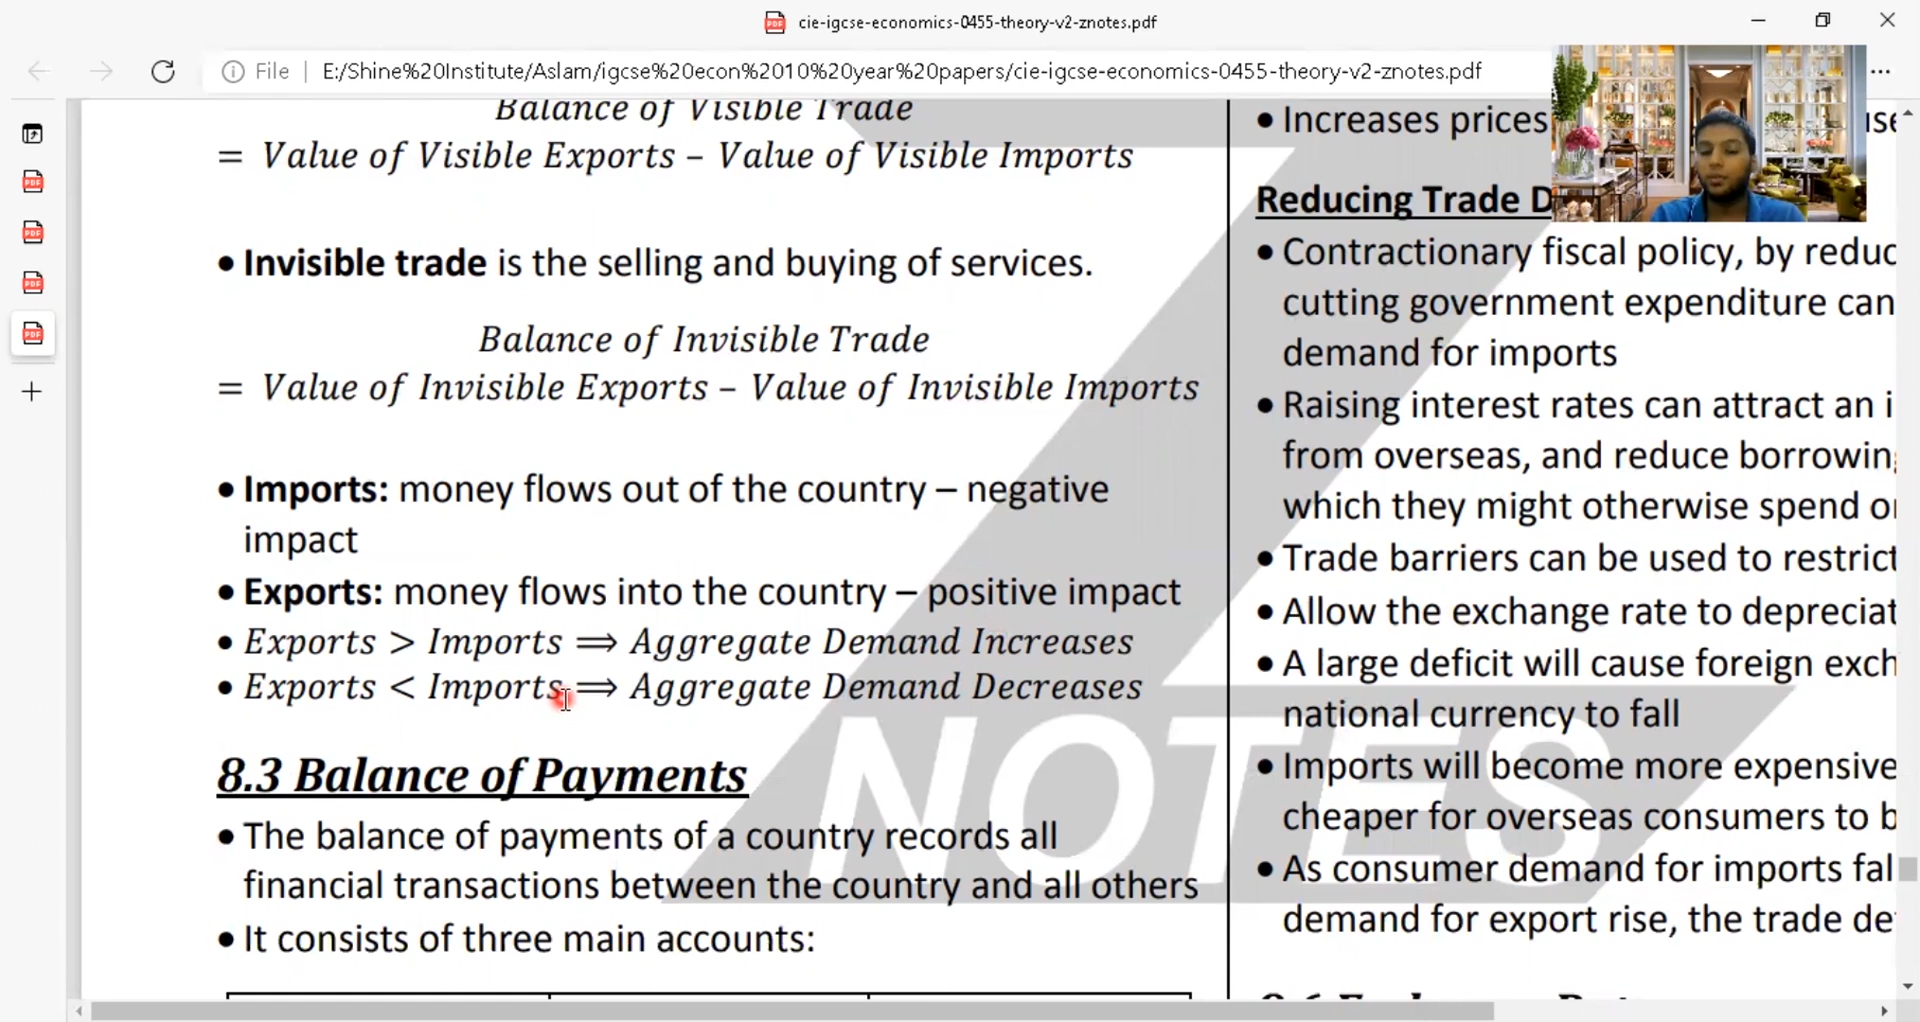 cie-igcse-economics-0455-theory-v2-znotes.pdf
File | E:/Shine%20Institute/Aslam/igcse%20econ%2010%20year%20papers/cie-igcse-economics-0455-theory-v2-znotes.pdf
Balance of Visible Trade
= Value of Visible Exports – Value of Visible Imports
• Invisible trade is the selling and buying of services.
Balance of Invisible Trade
= Value of Invisible Exports – Value of Invisible Imports
• Imports: money flows out of the country – negative
impact
• Exports: money flows into the country – positive impact
• Exports > Imports ⟹ Aggregate Demand Increases
• Exports < Imports ⟹ Aggregate Demand Decreases
8.3 Balance of Payments
• The balance of payments of a country records all
financial transactions between the country and all others
• It consists of three main accounts:
• Increases prices
Reducing Trade D
• Contractionary fiscal policy, by reduc
cutting government expenditure can
demand for imports
• Raising interest rates can attract an i
from overseas, and reduce borrowin
which they might otherwise spend o
• Trade barriers can be used to restrict
• Allow the exchange rate to depreciat
• A large deficit will cause foreign exch
national currency to fall
• Imports will become more expensive
cheaper for overseas consumers to b
• As consumer demand for imports fal
demand for export rise, the trade de
NOTES